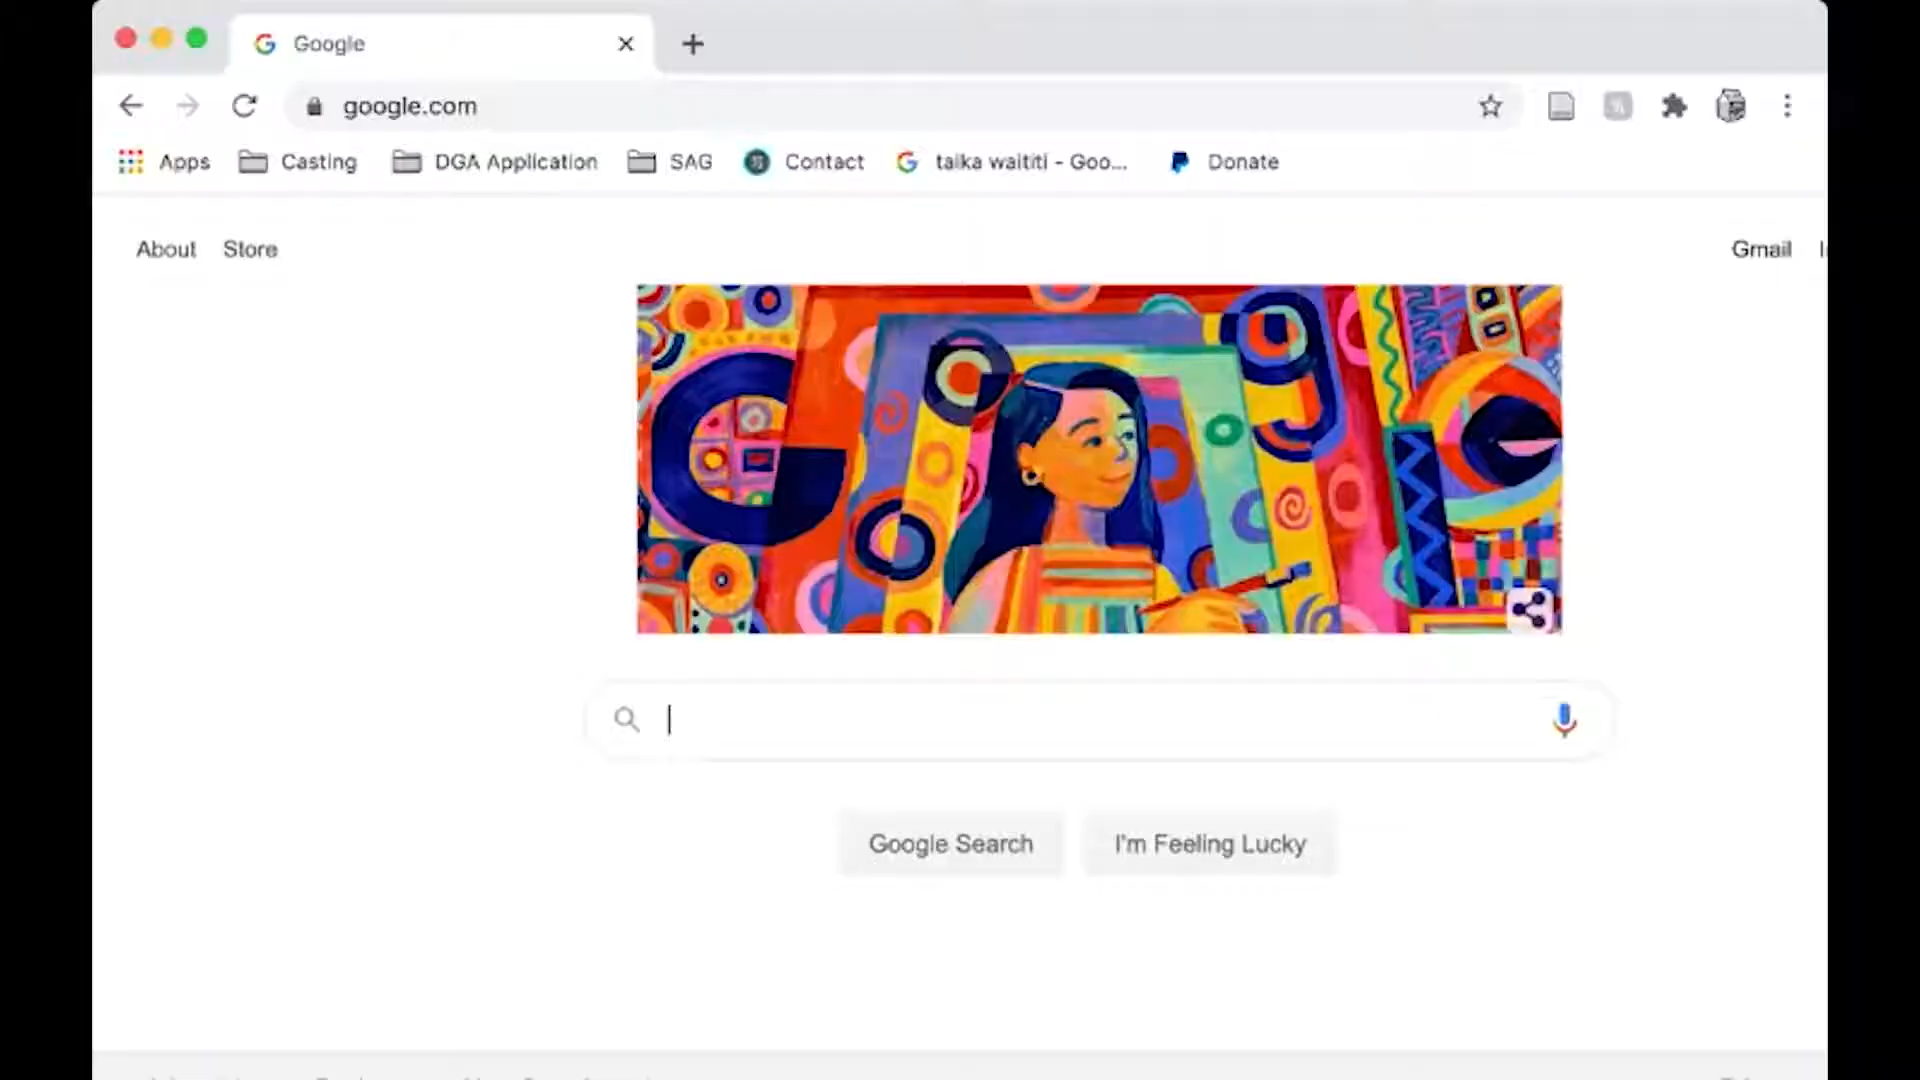 Google
google.com
Apps Casting DGA Application SAG Contact taika waititi - Goo... Donate
About Store Gmail
Google Search I'm Feeling Lucky